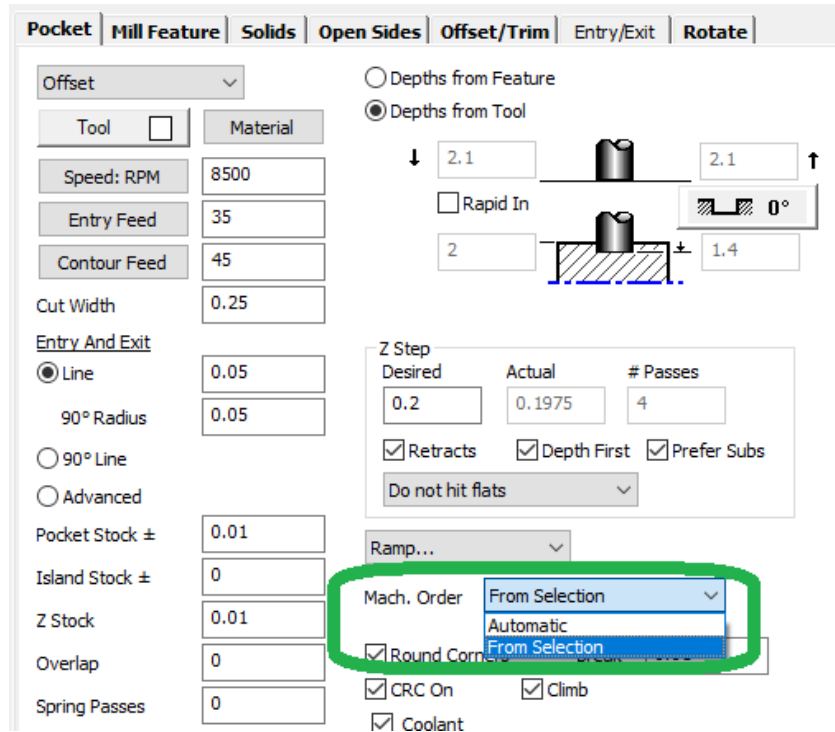 Pocket Mill Feature Solids Open Sides Offset/Trim Entry/Exit Rotate
Offset
Depths from Feature
Depths from Tool
Tool Material
2.1 2.1
Speed: RPM 8500
Rapid In
0°
Entry Feed 35
2 1.4
Contour Feed 45
Cut Width 0.25
Entry And Exit
Line 0.05
90° Radius 0.05
90° Line
Advanced
Pocket Stock ± 0.01
Island Stock ± 0
Z Stock 0.01
Overlap 0
Spring Passes 0
Z Step
Desired Actual # Passes
0.2 0.1975 4
Retracts Depth First Prefer Subs
Do not hit flats
Ramp...
Mach. Order From Selection
Automatic
From Selection
Round Corners
CRC On Climb
Coolant